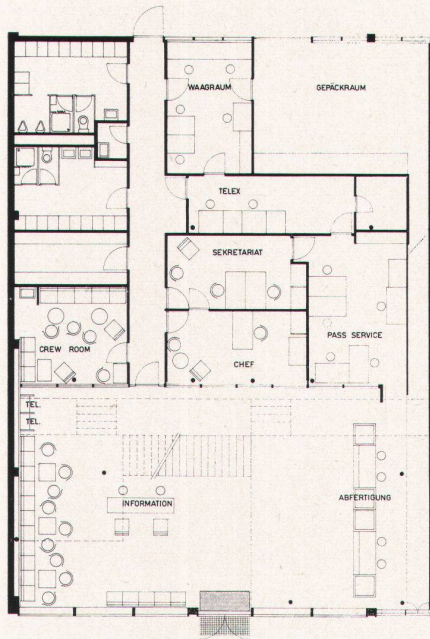 WAAGRAUM
GEPÄCKRAUM
TELEX
SEKRETARIAT
CREW ROOM
CHEF
PASS SERVICE
TEL.
TEL.
INFORMATION
ABFERTIGUNG